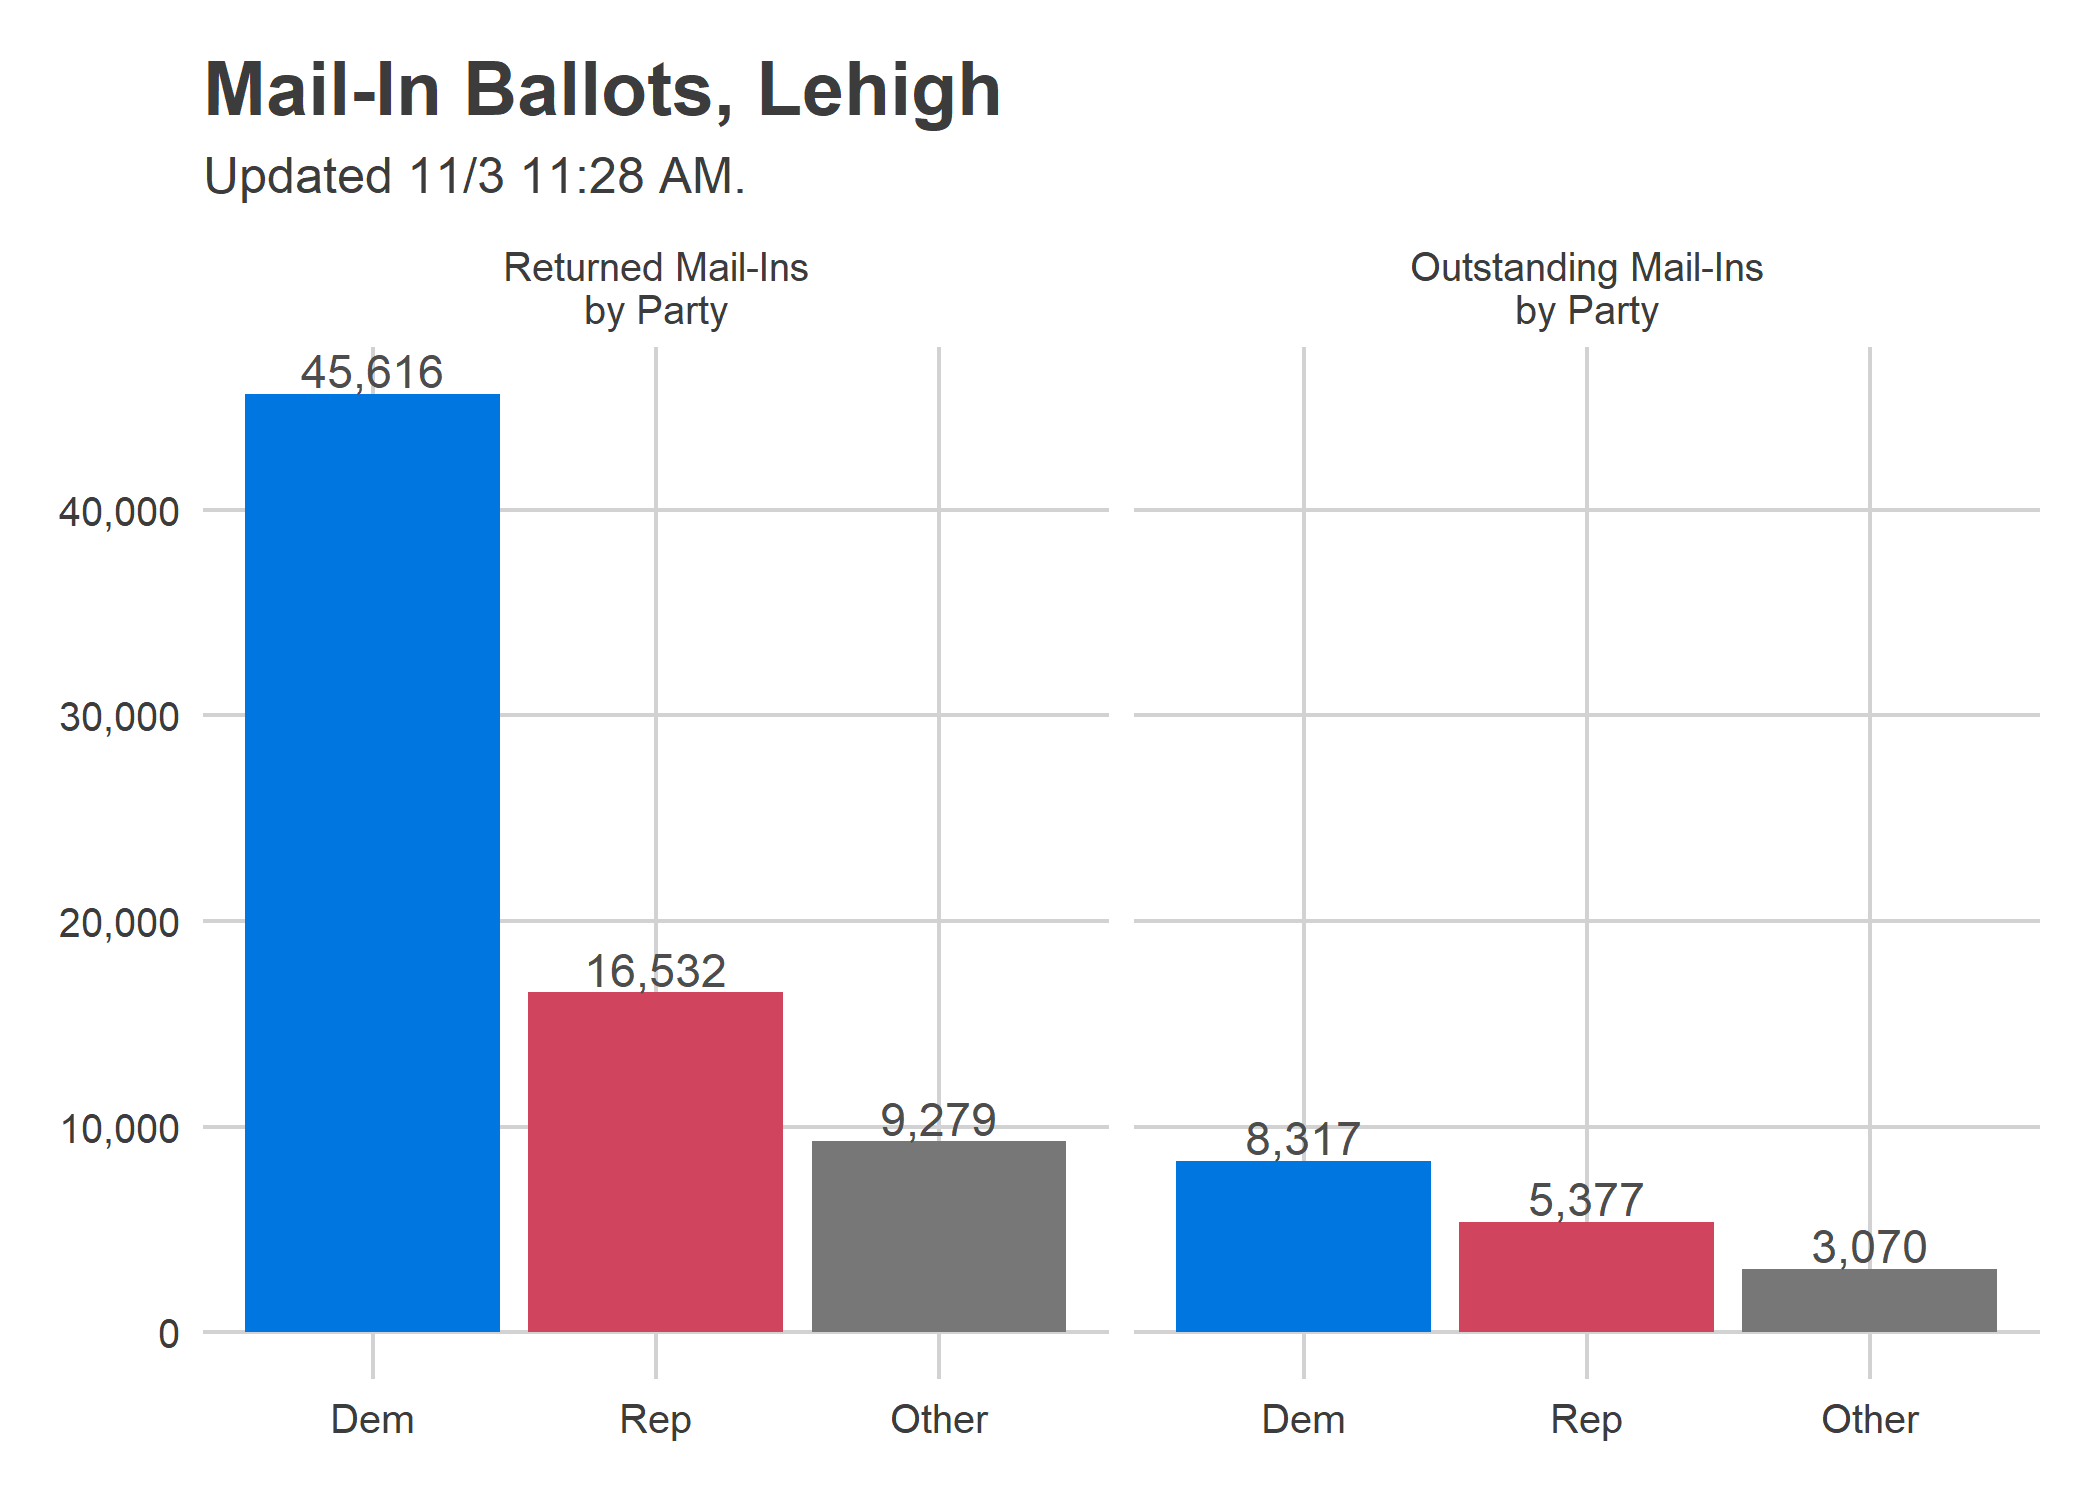 Mail-In Ballots, Lehigh
Updated 11/3 11:28 AM.
Returned Mail-Ins
by Party
Outstanding Mail-Ins
by Party
45,616
16,532
9,279
8,317
5,377
3,070
40,000
30,000
20,000
10,000
0
Dem Rep Other
Dem Rep Other